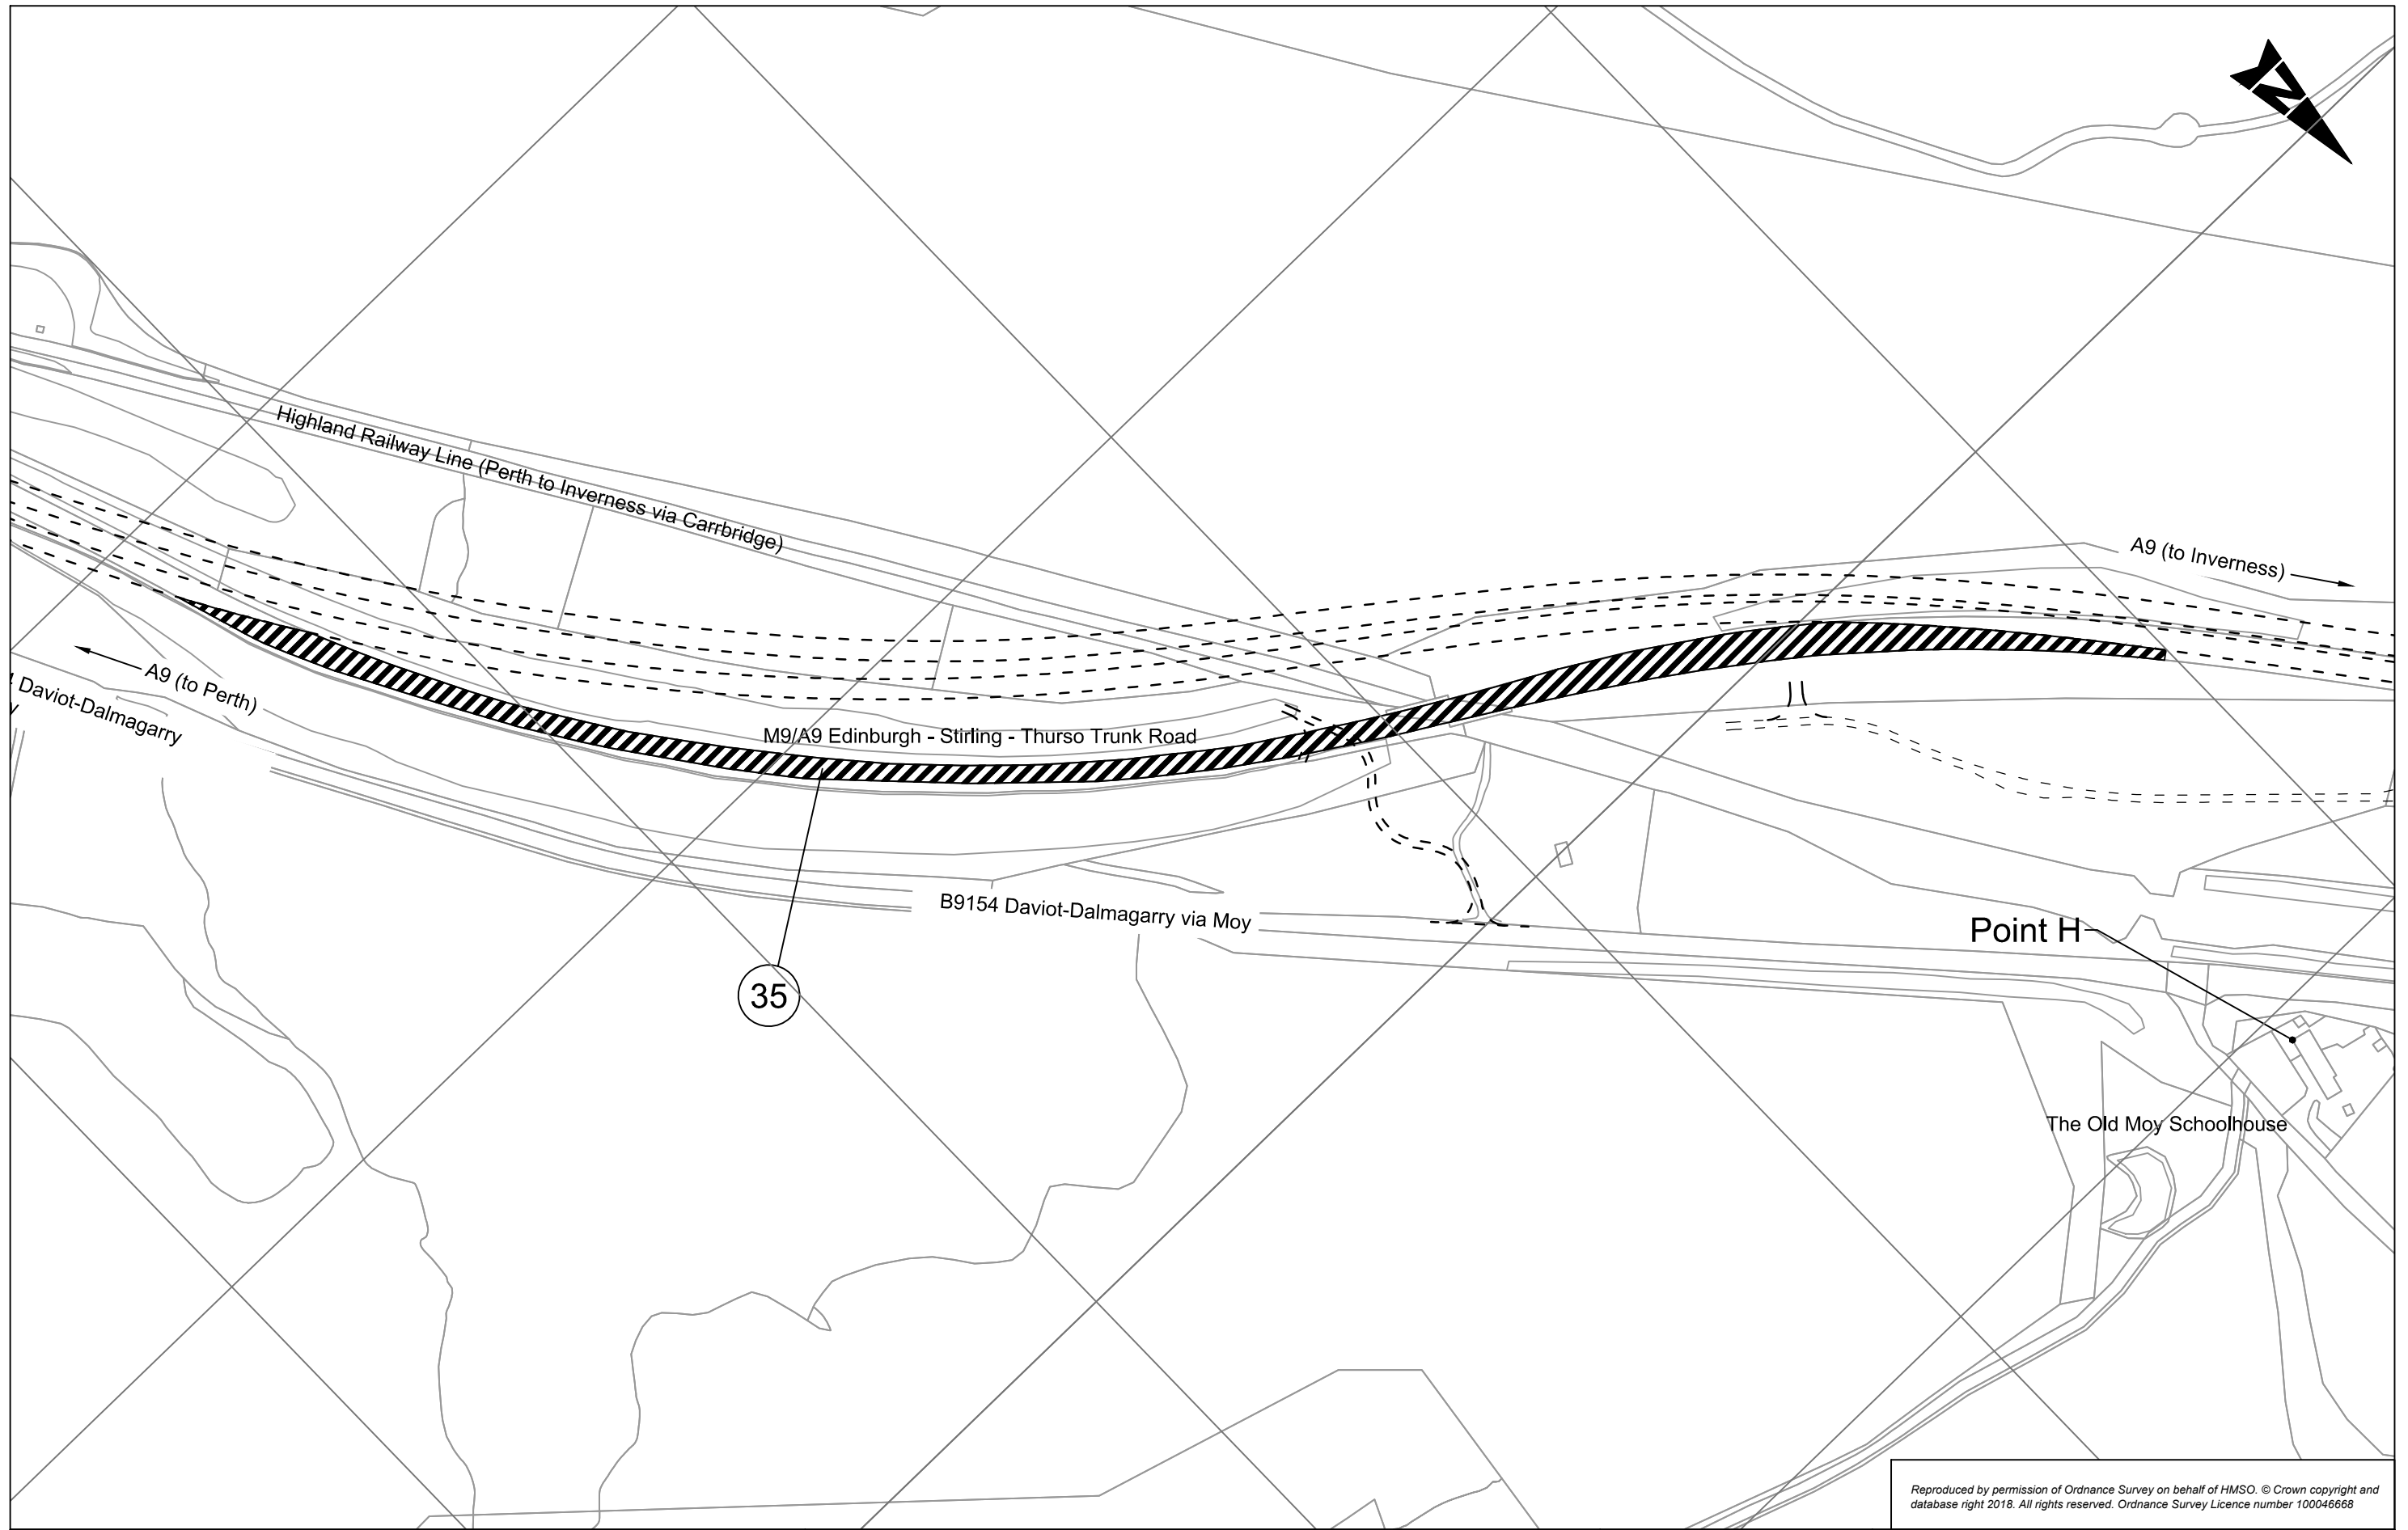 N
Highland Railway Line (Perth to Inverness via Carrbridge)
A9 (to Inverness)
A9 (to Perth)
Daviot-Dalmagarry
y
M9/A9 Edinburgh - Stirling - Thurso Trunk Road
B9154 Daviot-Dalmagarry via Moy
Point H
35
The Old Moy Schoolhouse
Reproduced by permission of Ordnance Survey on behalf of HMSO. © Crown copyright and
database right 2018. All rights reserved. Ordnance Survey Licence number 100046668